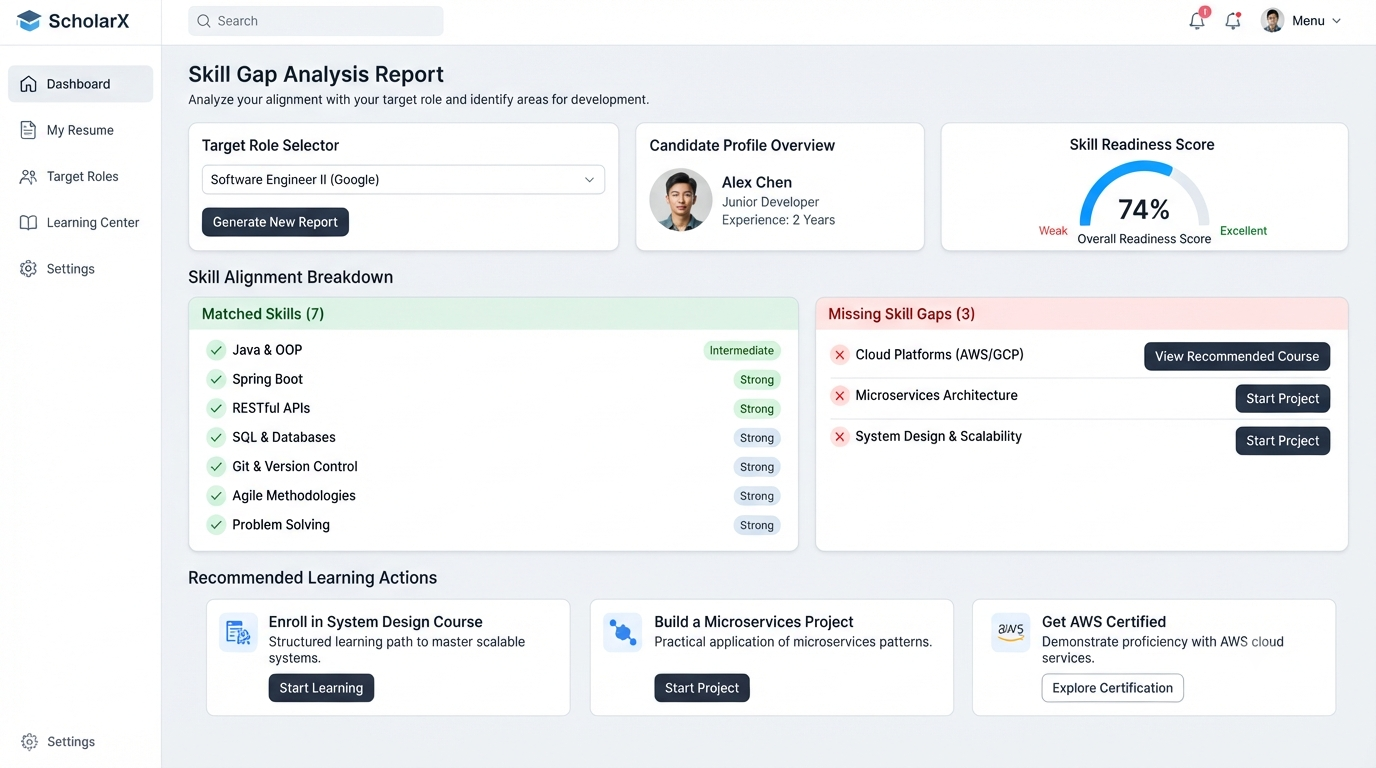 ScholarX
Search
!
Menu
Dashboard
My Resume
Target Roles
Learning Center
Settings
Settings
Skill Gap Analysis Report
Analyze your alignment with your target role and identify areas for development.
Target Role Selector
Software Engineer II (Google)
Generate New Report
Candidate Profile Overview
Alex Chen
Junior Developer
Experience: 2 Years
Skill Readiness Score
74%
Weak
Overall Readiness Score
Excellent
Skill Alignment Breakdown
Matched Skills (7)
Java & OOP Intermediate
Spring Boot Strong
RESTful APIs Strong
SQL & Databases Strong
Git & Version Control Strong
Agile Methodologies Strong
Problem Solving Strong
Missing Skill Gaps (3)
Cloud Platforms (AWS/GCP) View Recommended Course
Microservices Architecture Start Project
System Design & Scalability Start Project
Recommended Learning Actions
Enroll in System Design Course
Structured learning path to master scalable
systems.
Start Learning
Build a Microservices Project
Practical application of microservices patterns.
Start Project
aws
Get AWS Certified
Demonstrate proficiency with AWS cloud
services.
Explore Certification